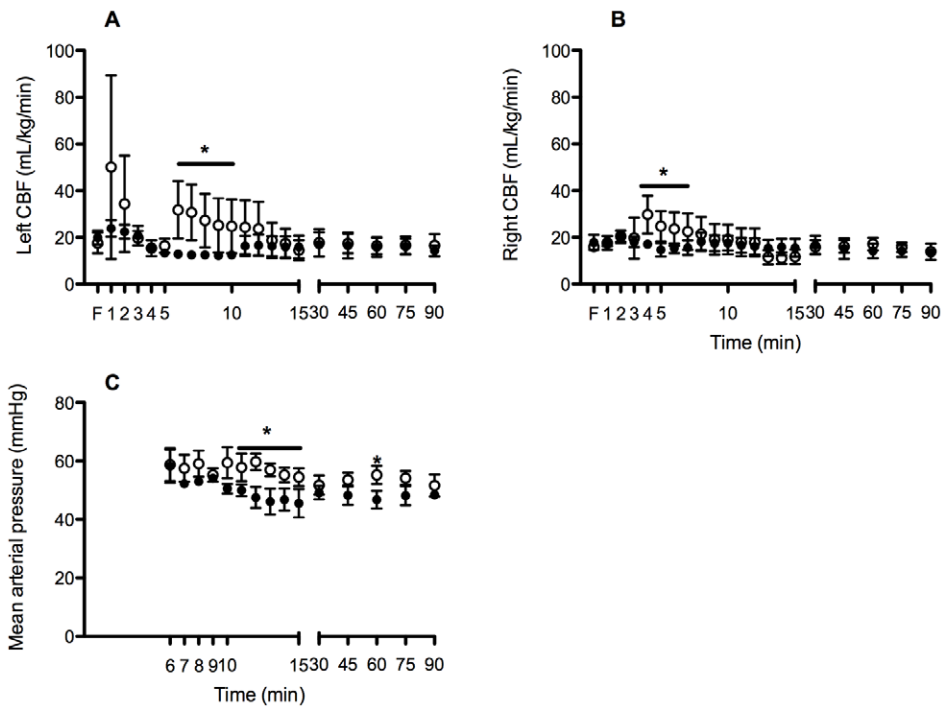 A
Left CBF (mL/kg/min)
100
80
60
40
20
0
*
F 1 2 3 4 5 10 15 30 45 60 75 90
B
Right CBF (mL/kg/min)
100
80
60
40
20
0
*
F 1 2 3 4 5 10 15 30 45 60 75 90
Time (min)
C
Mean arterial pressure (mmHg)
80
60
40
20
0
*
*
6 7 8 9 10 15 30 45 60 75 90
Time (min)